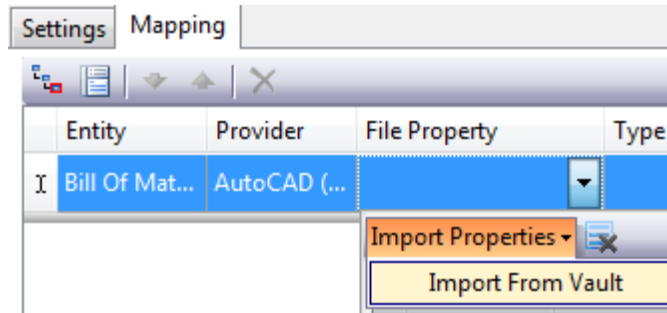 Settings Mapping
Entity Provider File Property Type
Bill Of Mat... AutoCAD (...
Import Properties
Import From Vault